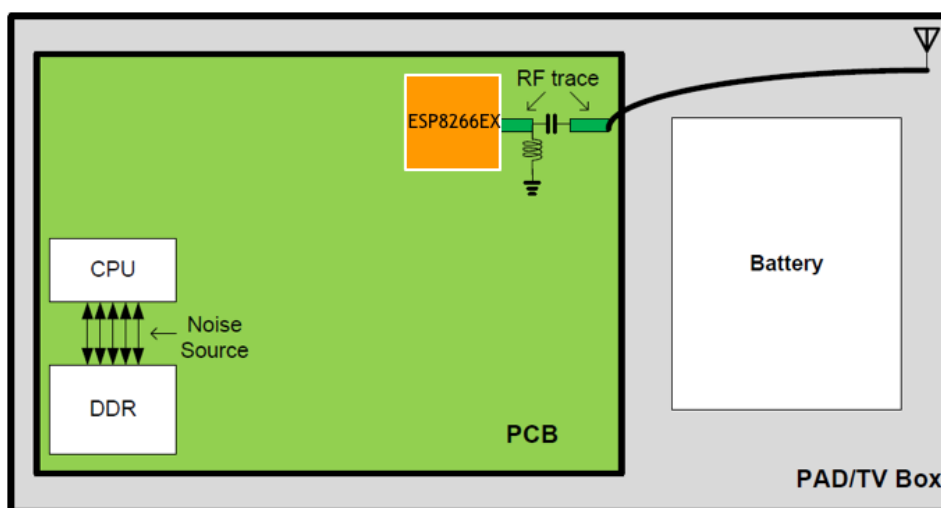 RF trace
ESP8266EX
CPU
Noise
Source
DDR
Battery
PCB
PAD/TV Box